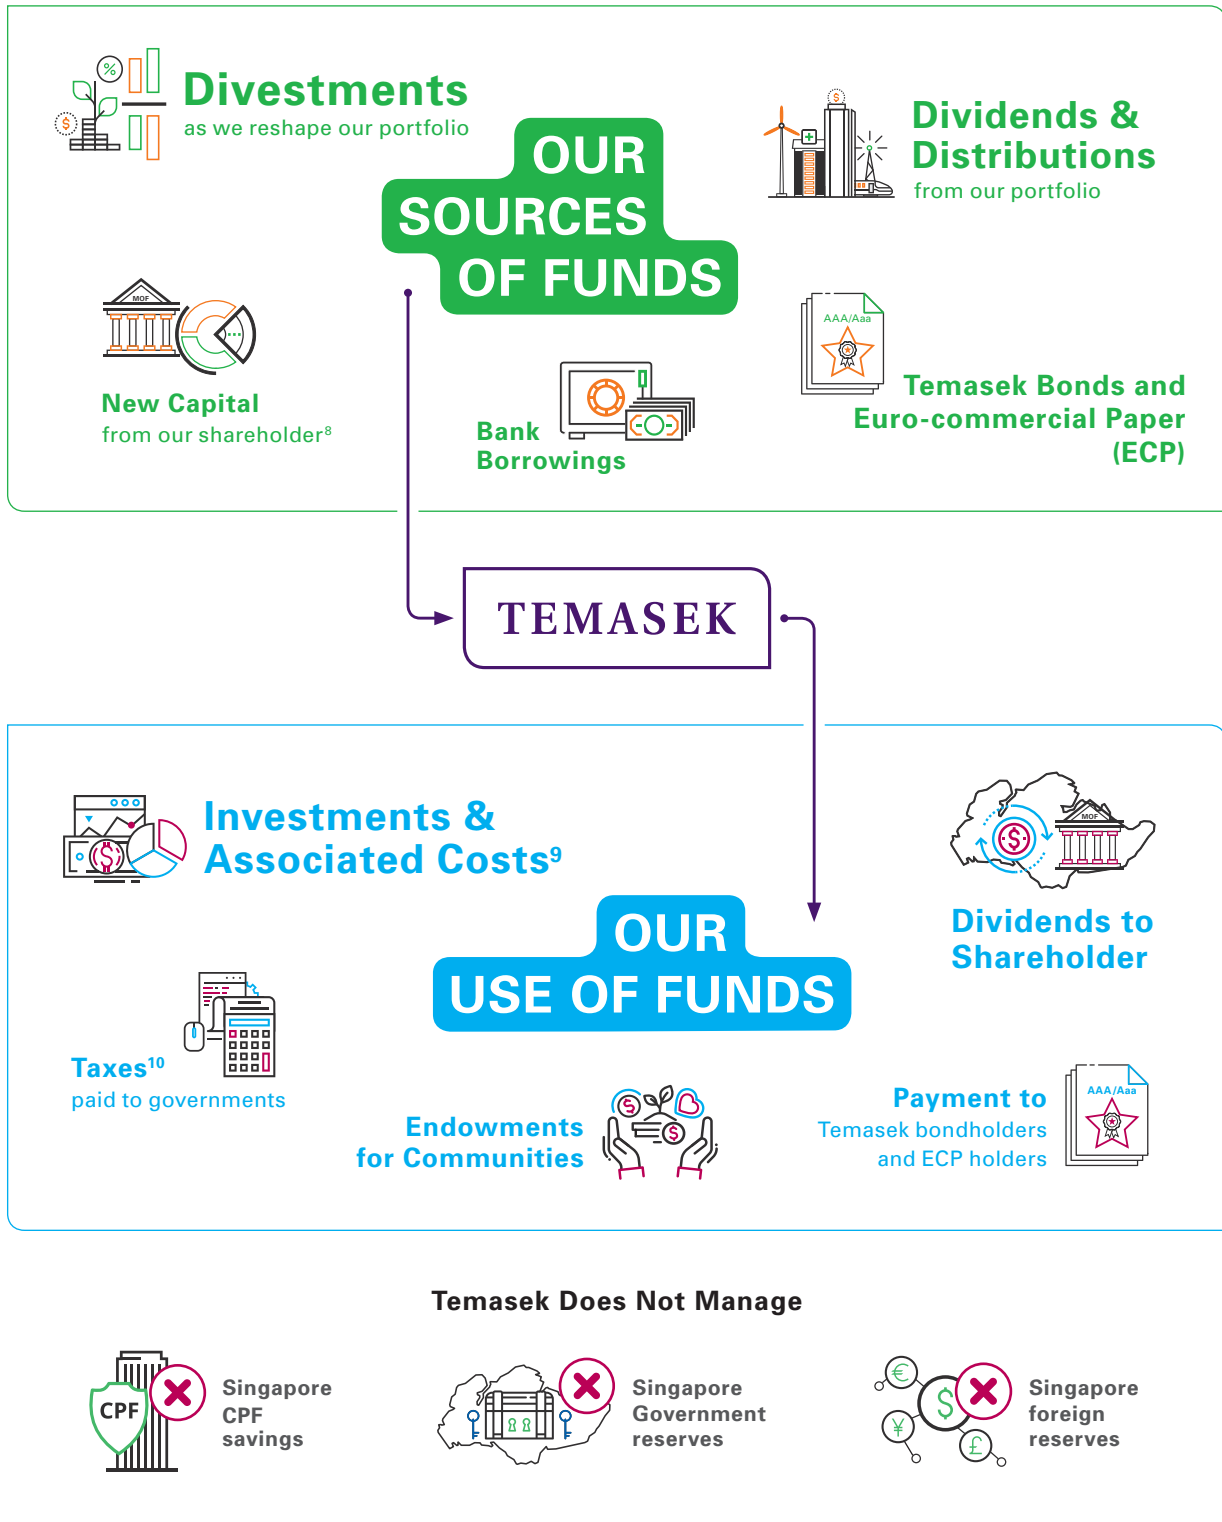 Divestments
as we reshape our portfolio
OUR
SOURCES
OF FUNDS
Dividends &
Distributions
from our portfolio
MOF
New Capital
from our shareholder⁸
Bank
Borrowings
AAA/Aaa
Temasek Bonds and
Euro-commercial Paper
(ECP)
TEMASEK
Investments &
Associated Costs⁹
MOF
Dividends to
Shareholder
OUR
USE OF FUNDS
Taxes¹⁰
paid to governments
Endowments
for Communities
Payment to
Temasek bondholders
and ECP holders
AAA/Aaa
Temasek Does Not Manage
CPF
Singapore
CPF
savings
Singapore
Government
reserves
Singapore
foreign
reserves